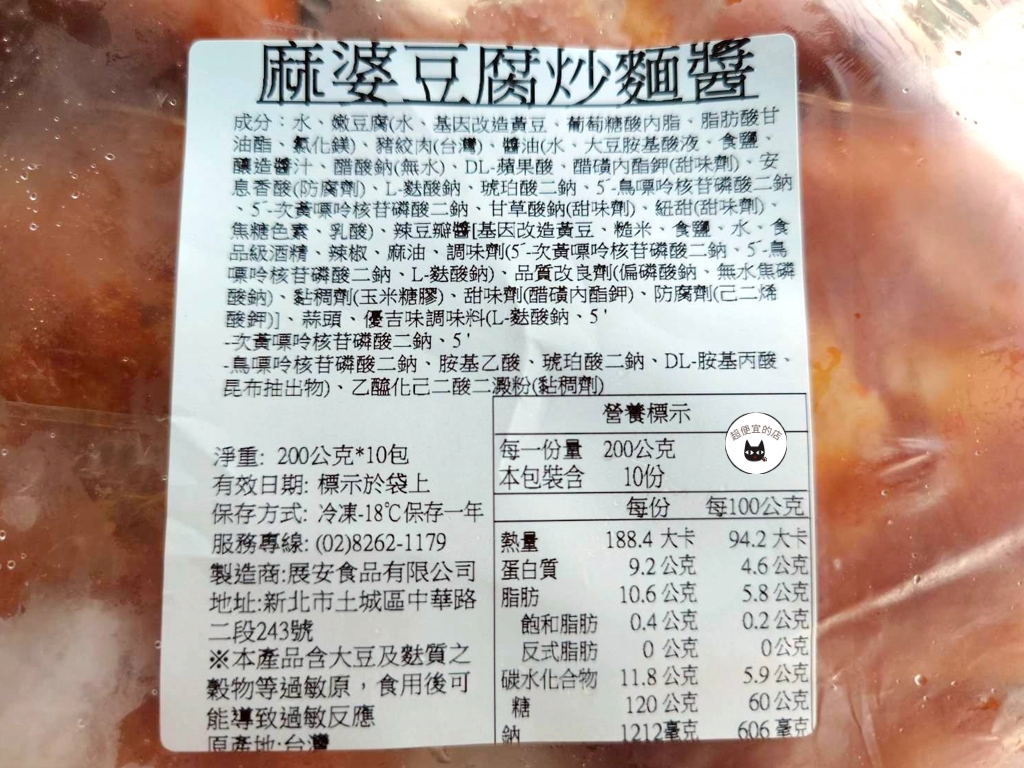 麻婆豆腐炒麵醬
成分：水、嫩豆腐(水、基因改造黃豆、葡萄糖酸內脂、脂肪酸甘
油酯、氯化鎂)、豬絞肉(台灣)、醬油(水、大豆胺基酸液、食鹽、
釀造醬汁、醋酸鈉(無水)、DL-蘋果酸、醋磺內酯鉀(甜味劑)、安
息香酸(防腐劑)、L-麩酸鈉、琥珀酸二鈉、5´-鳥嘌呤核苷磷酸二鈉
、5´-次黃嘌呤核苷磷酸二鈉、甘草酸鈉(甜味劑)、紐甜(甜味劑)、
焦糖色素、乳酸)、辣豆瓣醬[基因改造黃豆、糙米、食鹽、水、食
品級酒精、辣椒、麻油、調味劑(5´-次黃嘌呤核苷磷酸二鈉、5´-鳥
嘌呤核苷磷酸二鈉、L-麩酸鈉)、品質改良劑(偏磷酸鈉、無水焦磷
酸鈉)、黏稠劑(玉米糖膠)、甜味劑(醋磺內酯鉀)、防腐劑(己二烯
酸鉀)]、蒜頭、優吉味調味料(L-麩酸鈉、5'
-次黃嘌呤核苷磷酸二鈉、5'
-鳥嘌呤核苷磷酸二鈉、胺基乙酸、琥珀酸二鈉、DL-胺基丙酸、
昆布抽出物)、乙醯化己二酸二澱粉(黏稠劑)
淨重: 200公克*10包
有效日期: 標示於袋上
保存方式: 冷凍-18℃保存一年
服務專線: (02)8262-1179
製造商:展安食品有限公司
地址:新北市土城區中華路
二段243號
※本產品含大豆及麩質之
穀物等過敏原，食用後可
能導致過敏反應
原產地:台灣
營養標示
超便宜的店
每一份量 200公克
本包裝含 10份
每份 每100公克
熱量 188.4 大卡 94.2 大卡
蛋白質 9.2 公克 4.6 公克
脂肪 10.6 公克 5.8 公克
飽和脂肪 0.4 公克 0.2 公克
反式脂肪 0 公克 0公克
碳水化合物 11.8 公克 5.9 公克
糖 120 公克 60 公克
鈉 1212毫克 606 毫克